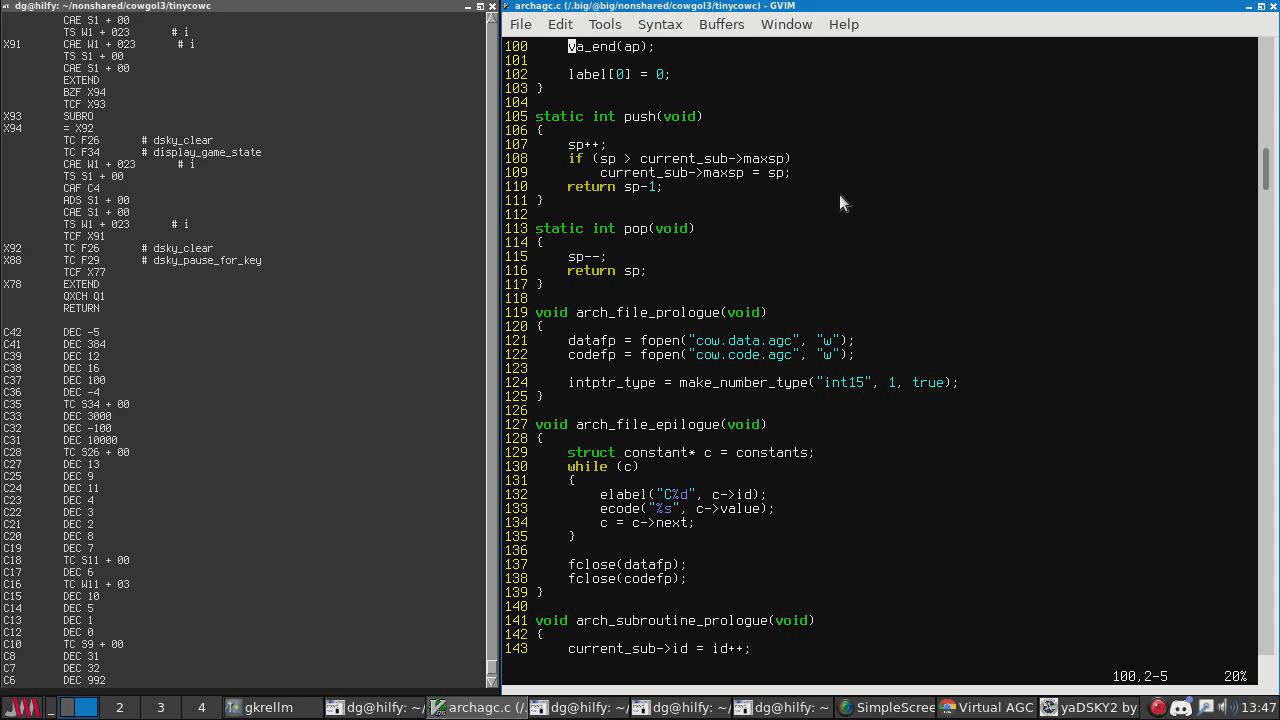 dg@hilfy: ~/nonshared/cowgol3/tinycowc
CAE S1 + 00
TS W1 + 023 # i
X91 CAE W1 + 023 # i
TS S1 + 00
CAE S1 + 00
EXTEND
BZF X94
TCF X93
X93 SUBRO
X94 = X92
TC F26 # dsky_clear
TC F34 # display_game_state
CAE W1 + 023 # i
TS S1 + 00
CAF C4
ADS S1 + 00
CAE S1 + 00
TS W1 + 023 # i
TCF X91
X92 TC F26 # dsky_clear
X88 TC F29 # dsky_pause_for_key
TCF X77
X78 EXTEND
QXCH Q1
RETURN
C42 DEC -5
C41 DEC 384
C39 DEC 12
C38 DEC 16
C37 DEC 100
C36 DEC -4
C35 TC S34 + 00
C33 DEC 3000
C32 DEC -100
C31 DEC 10000
C28 TC S26 + 00
C27 DEC 13
C25 DEC 9
C24 DEC 11
C23 DEC 4
C22 DEC 3
C21 DEC 2
C20 DEC 8
C19 DEC 7
C18 TC S11 + 00
C17 DEC 6
C16 TC W11 + 03
C15 DEC 10
C14 DEC 5
C13 DEC 1
C12 DEC 0
C10 TC S9 + 00
C8 DEC 31
C7 DEC 32
C6 DEC 992
archagc.c (/.big/@big/nonshared/cowgol3/tinycowc) - GVIM
File Edit Tools Syntax Buffers Help
100 va_end(ap);
101
102 label[0] = 0;
103 }
104
105 static int push(void)
106 {
107 sp++;
108 if (sp > current_sub->maxsp)
109 current_sub->maxsp = sp;
110 return sp-1;
111 }
112
113 static int pop(void)
114 {
115 sp--;
116 return sp;
117 }
118
119 void arch_file_prologue(void)
120 {
121 datafp = fopen("cow.data.agc", "w");
122 codefp = fopen("cow.code.agc", "w");
123
124 intptr_type = make_number_type("int15", 1, true);
125 }
126
127 void arch_file_epilogue(void)
128 {
129 struct constant* c = constants;
130 while (c)
131 {
132 elabel("C%d", c->id);
133 ecode("%s", c->value);
134 c = c->next;
135 }
136
137 fclose(datafp);
138 fclose(codefp);
139 }
140
141 void arch_subroutine_prologue(void)
142 {
143 current_sub->id = id++;
100,2-5 20%
2 3 4 gkrellm dg@hilfy: ~/ archagc.c (/. dg@hilfy: ~/ dg@hilfy: ~/ dg@hilfy: ~/ SimpleScree Virtual AGC yaDSKY2 by 13:47